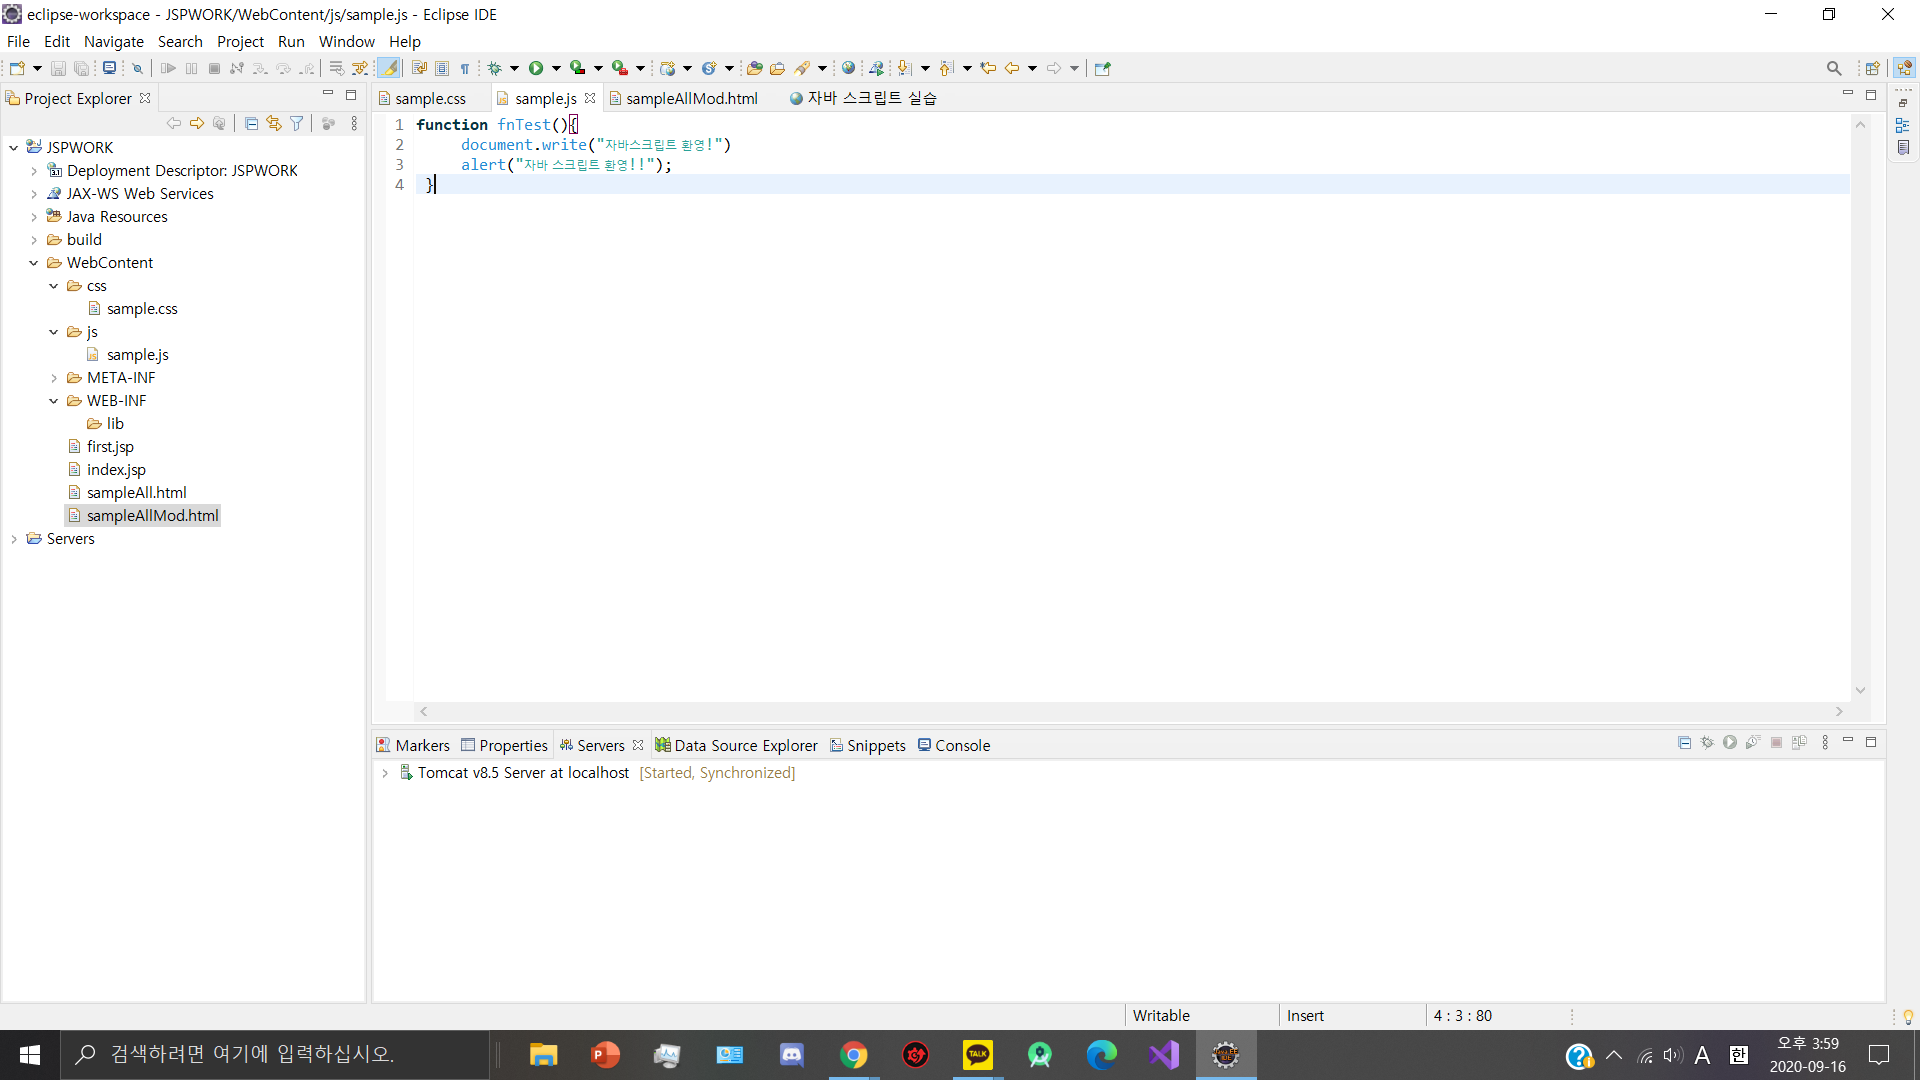 eclipse-workspace - JSPWORK/WebContent/js/sample.js - Eclipse IDE
File Edit Navigate Search Project Run Window Help
Project Explorer
JSPWORK
Deployment Descriptor: JSPWORK
JAX-WS Web Services
Java Resources
build
WebContent
css
sample.css
js
sample.js
META-INF
WEB-INF
lib
first.jsp
index.jsp
sampleAll.html
sampleAllMod.html
Servers
sample.css sample.js sampleAllMod.html 자바 스크립트 실습
1 function fnTest(){
2 document.write("자바스크립트 환영!")
3 alert("자바 스크립트 환영!!");
4 }
Markers Properties Servers Data Source Explorer Snippets Console
Tomcat v8.5 Server at localhost [Started, Synchronized]
Writable Insert 4 : 3 : 80
검색하려면 여기에 입력하십시오.
TALK
A 한 오후 3:59
2020-09-16